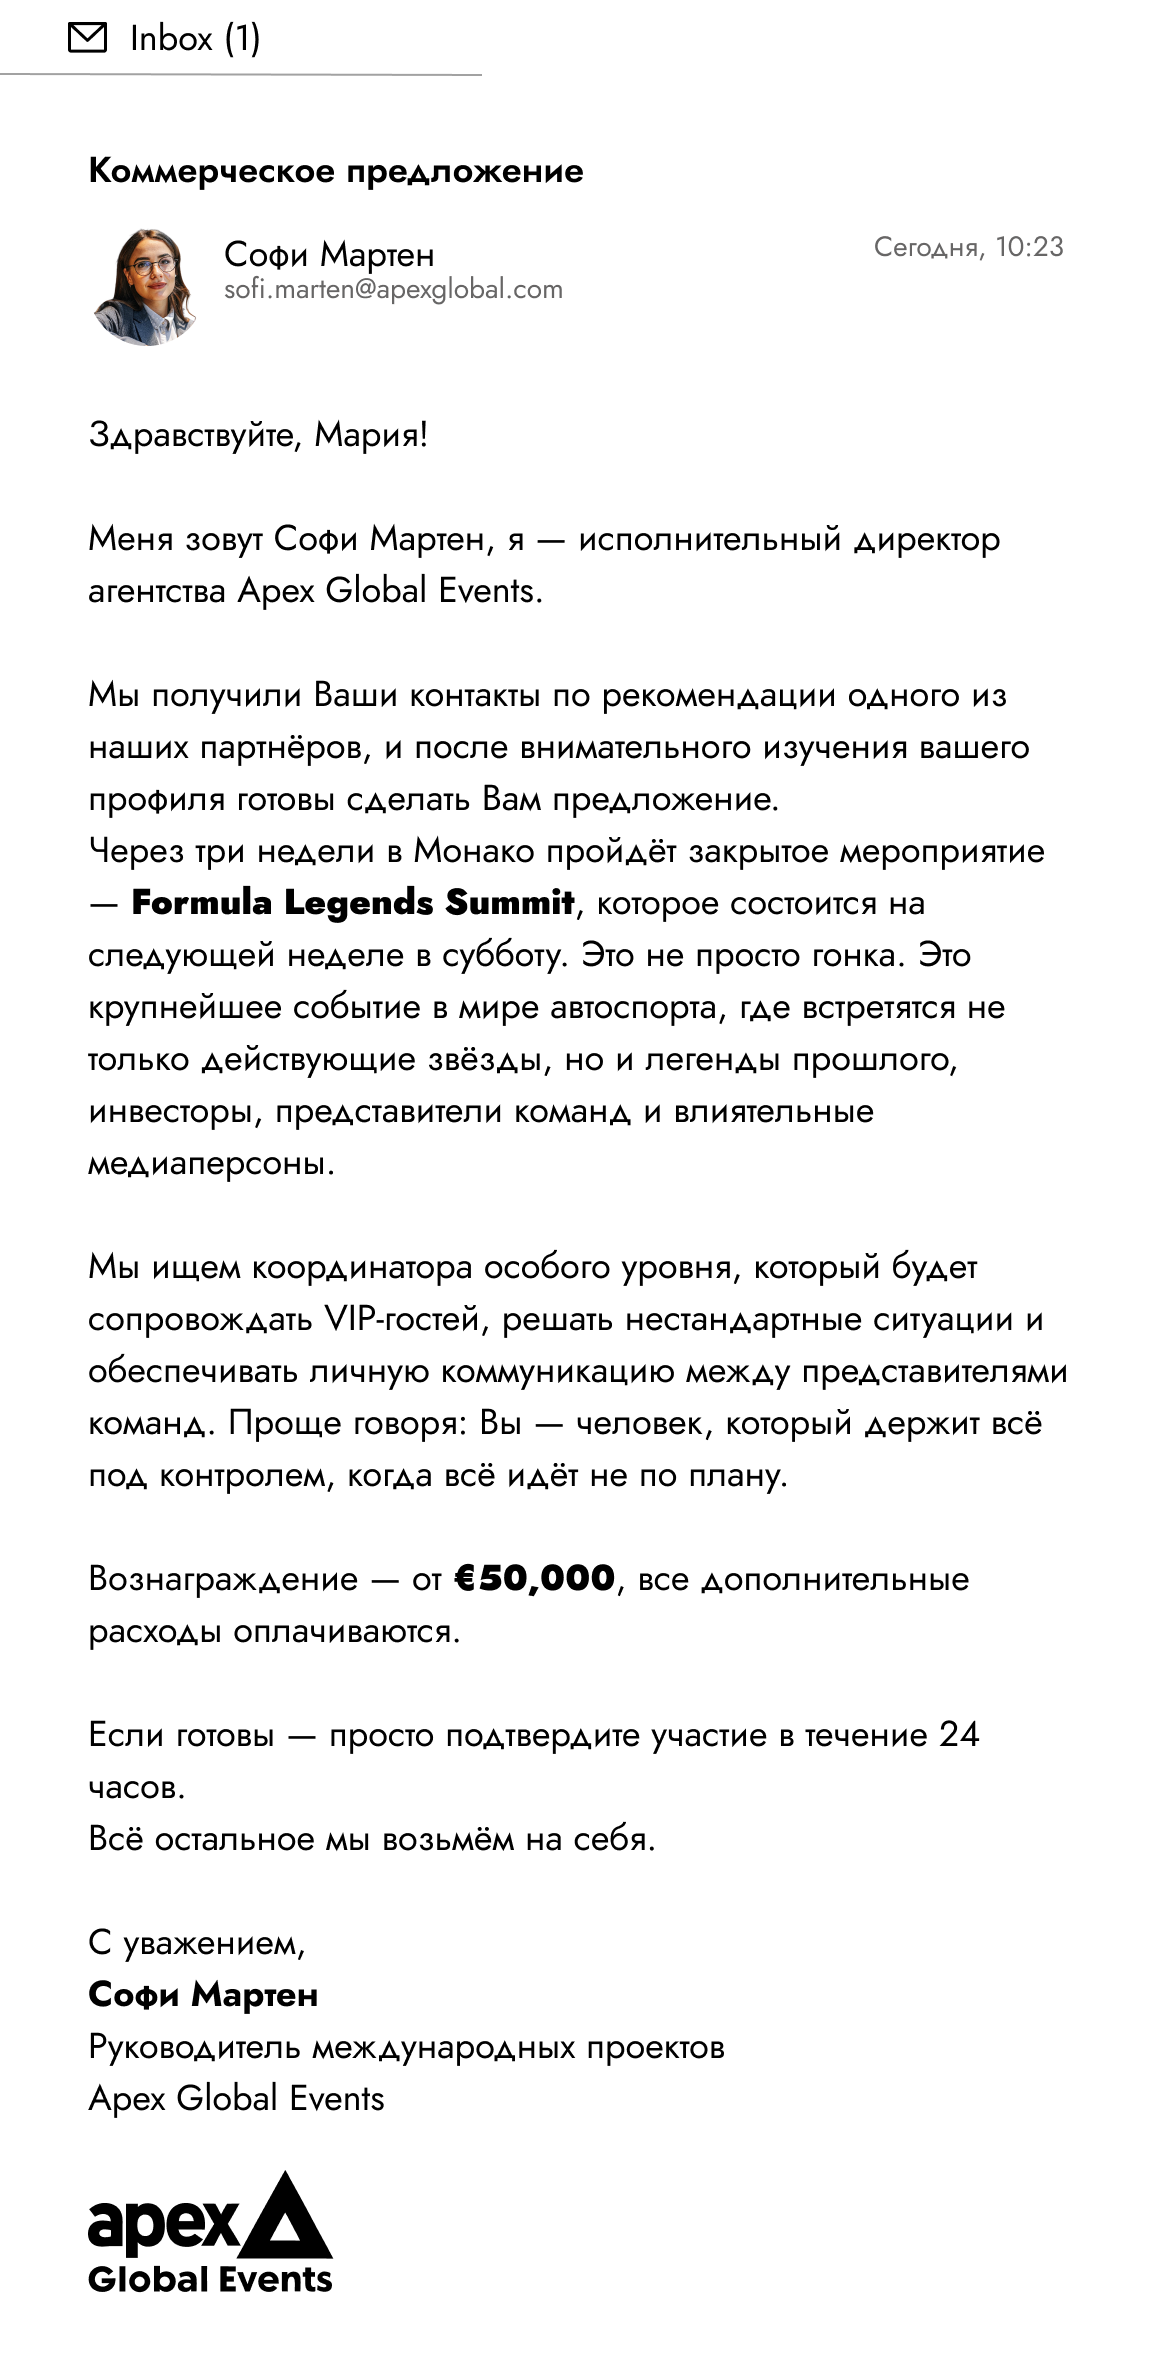 Inbox (1)
Коммерческое предложение
Софи Мартен
Сегодня, 10:23
sofi.marten@apexglobal.com
Здравствуйте, Мария!
Меня зовут Софи Мартен, я — исполнительный директор
агентства Apex Global Events.
Мы получили Ваши контакты по рекомендации одного из
наших партнёров, и после внимательного изучения вашего
профиля готовы сделать Вам предложение.
Через три недели в Монако пройдёт закрытое мероприятие
— Formula Legends Summit, которое состоится на
следующей неделе в субботу. Это не просто гонка. Это
крупнейшее событие в мире автоспорта, где встретятся не
только действующие звёзды, но и легенды прошлого,
инвесторы, представители команд и влиятельные
медиаперсоны.
Мы ищем координатора особого уровня, который будет
сопровождать VIP-гостей, решать нестандартные ситуации и
обеспечивать личную коммуникацию между представителями
команд. Проще говоря: Вы — человек, который держит всё
под контролем, когда всё идёт не по плану.
Вознаграждение — от €50,000, все дополнительные
расходы оплачиваются.
Если готовы — просто подтвердите участие в течение 24
часов.
Всё остальное мы возьмём на себя.
С уважением,
Софи Мартен
Руководитель международных проектов
Apex Global Events
apex
Global Events